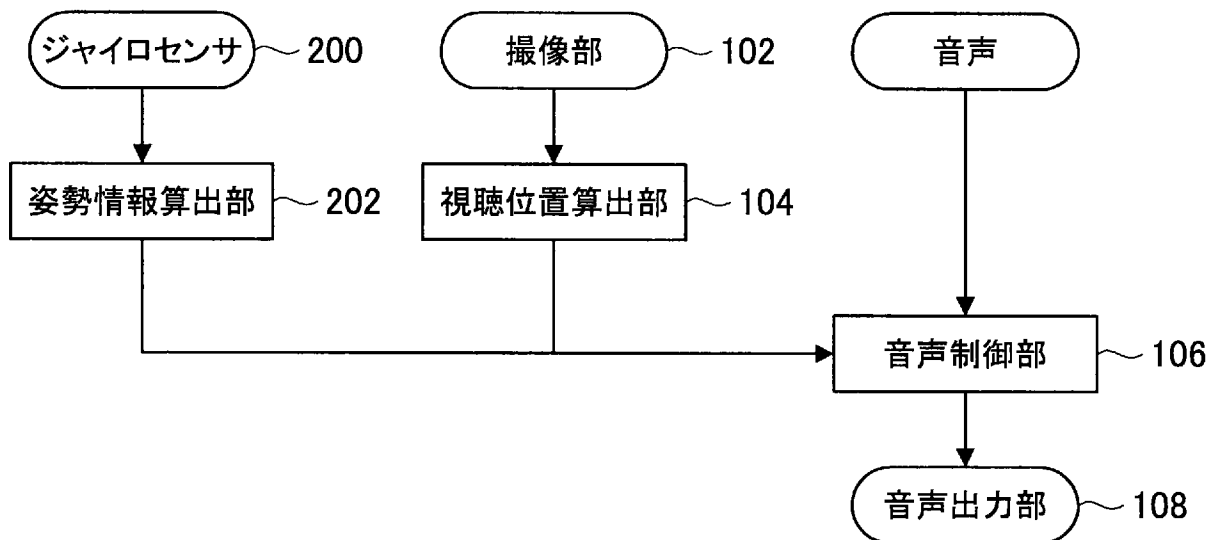 ジャイロセンサ 200
撮像部 102
音声
姿勢情報算出部 202
視聴位置算出部 104
音声制御部 106
音声出力部 108